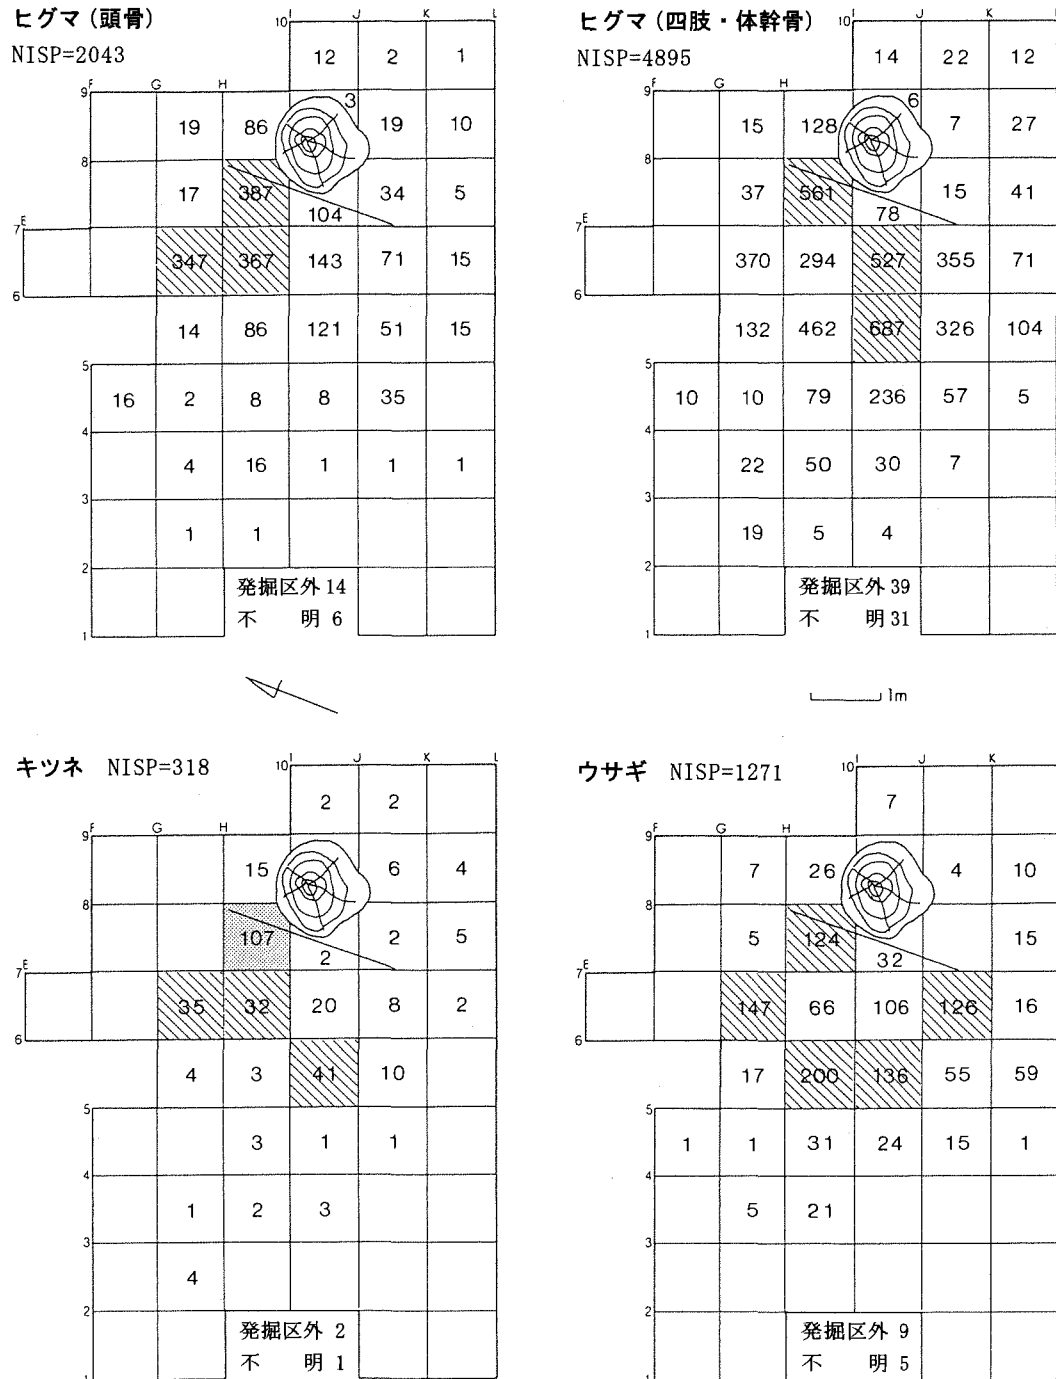 ヒグマ (頭骨)
NISP=2043
10 I J K L
12 2 1
9 F G H
3
19 86 19 10
8
17 387 34 5
104
7 E
347 367 143 71 15
6
14 86 121 51 15
5
16 2 8 8 35
4
4 16 1 1 1
3
1 1
2
発掘区外 14
不 明 6
1
ヒグマ (四肢・体幹骨)
NISP=4895
10 I J K
14 22 12
9 F G H
6
15 128 7 27
8
37 561 15 41
78
7 E
370 294 527 355 71
6
132 462 687 326 104
5
10 10 79 236 57 5
4
22 50 30 7
3
19 5 4
2
発掘区外 39
不 明 31
1
1m
キツネ NISP=318
10 I J K L
2 2
9 F G H
15 6 4
8
107 2 5
2
7 E
35 32 20 8 2
6
4 3 41 10
5
3 1 1
4
1 2 3
3
4
2
発掘区外 2
不 明 1
1
ウサギ NISP=1271
10 I J K
7
9 F G H
7 26 4 10
8
5 124 15
32
7 E
147 66 106 126 16
6
17 200 136 55 59
5
1 1 31 24 15 1
4
5 21
3
2
発掘区外 9
不 明 5
1